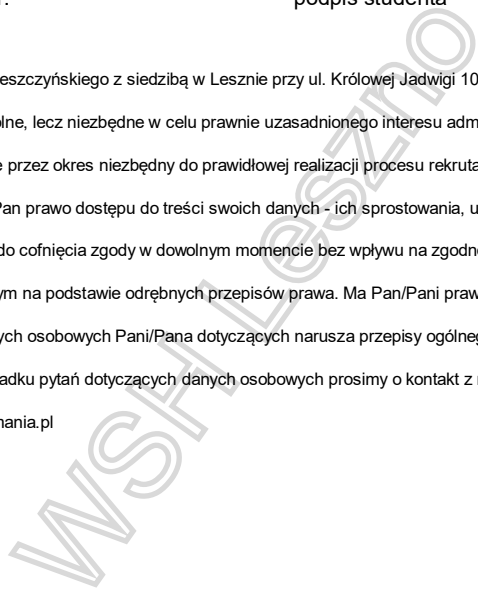 podpis studenta
eszczyńskiego z siedzibą w Lesznie przy ul. Królowej Jadwigi 10
lne, lecz niezbędne w celu prawnie uzasadnionego interesu adm
e przez okres niezbędny do prawidłowej realizacji procesu rekruta
Pan prawo dostępu do treści swoich danych - ich sprostowania, u
do cofnięcia zgody w dowolnym momencie bez wpływu na zgodn
ym na podstawie odrębnych przepisów prawa. Ma Pan/Pani praw
ych osobowych Pani/Pana dotyczących narusza przepisy ogólneg
adku pytań dotyczących danych osobowych prosimy o kontakt z
nania.pl
WSH Leszno